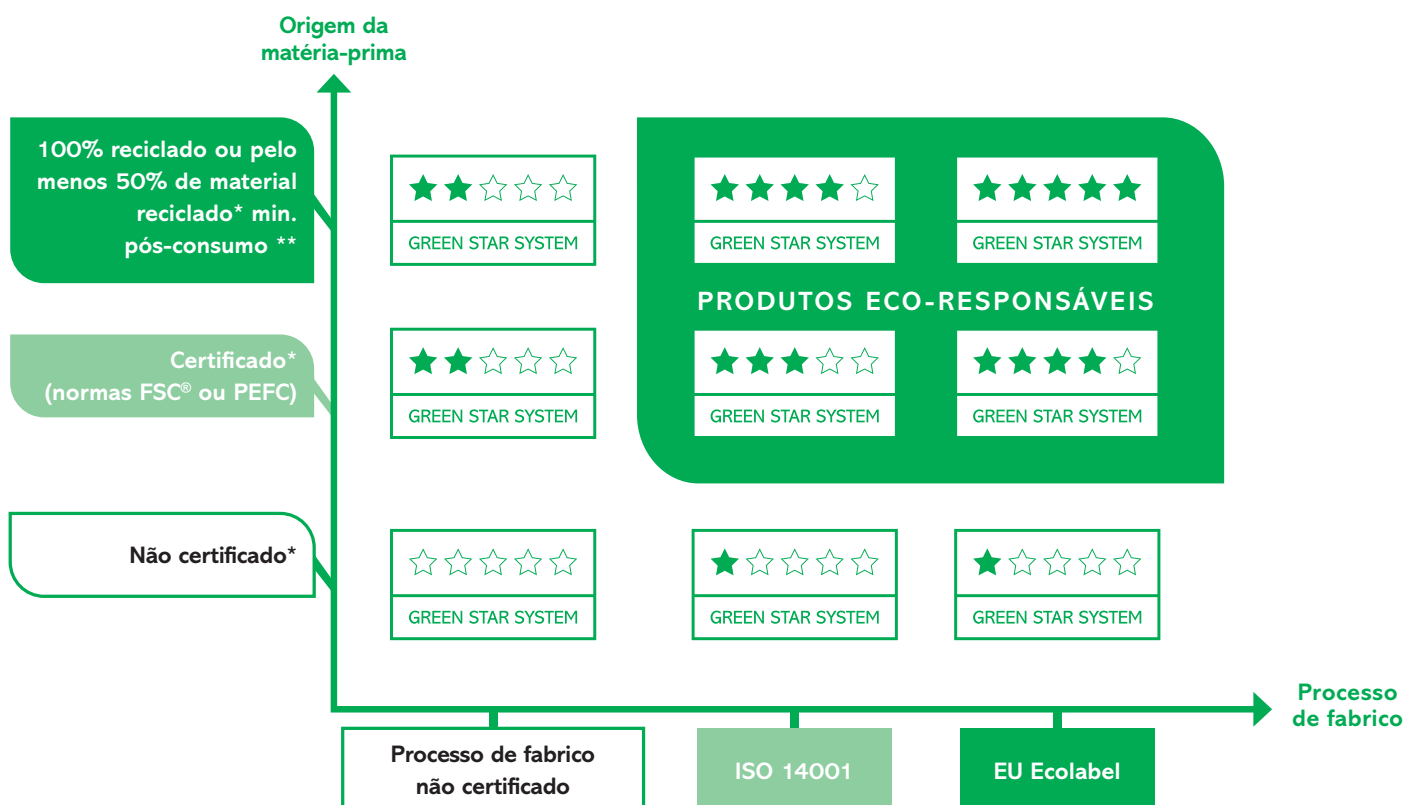 Origem da
matéria-prima
100% reciclado ou pelo
menos 50% de material
reciclado* min.
pós-consumo **
GREEN STAR SYSTEM
GREEN STAR SYSTEM
GREEN STAR SYSTEM
PRODUTOS ECO-RESPONSÁVEIS
Certificado*
(normas FSC® ou PEFC)
GREEN STAR SYSTEM
GREEN STAR SYSTEM
GREEN STAR SYSTEM
Não certificado*
GREEN STAR SYSTEM
GREEN STAR SYSTEM
GREEN STAR SYSTEM
Processo
de fabrico
Processo de fabrico
não certificado
ISO 14001
EU Ecolabel